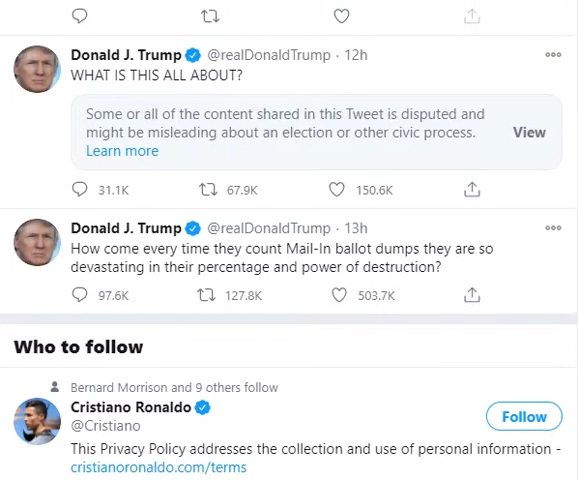 Donald J. Trump @realDonaldTrump · 12h
WHAT IS THIS ALL ABOUT?
Some or all of the content shared in this Tweet is disputed and
might be misleading about an election or other civic process.
Learn more
View
31.1K 67.9K 150.6K
Donald J. Trump @realDonaldTrump · 13h
How come every time they count Mail-In ballot dumps they are so
devastating in their percentage and power of destruction?
97.6K 127.8K 503.7K
Who to follow
Bernard Morrison and 9 others follow
Cristiano Ronaldo
@Cristiano
Follow
This Privacy Policy addresses the collection and use of personal information -
cristianoronaldo.com/terms